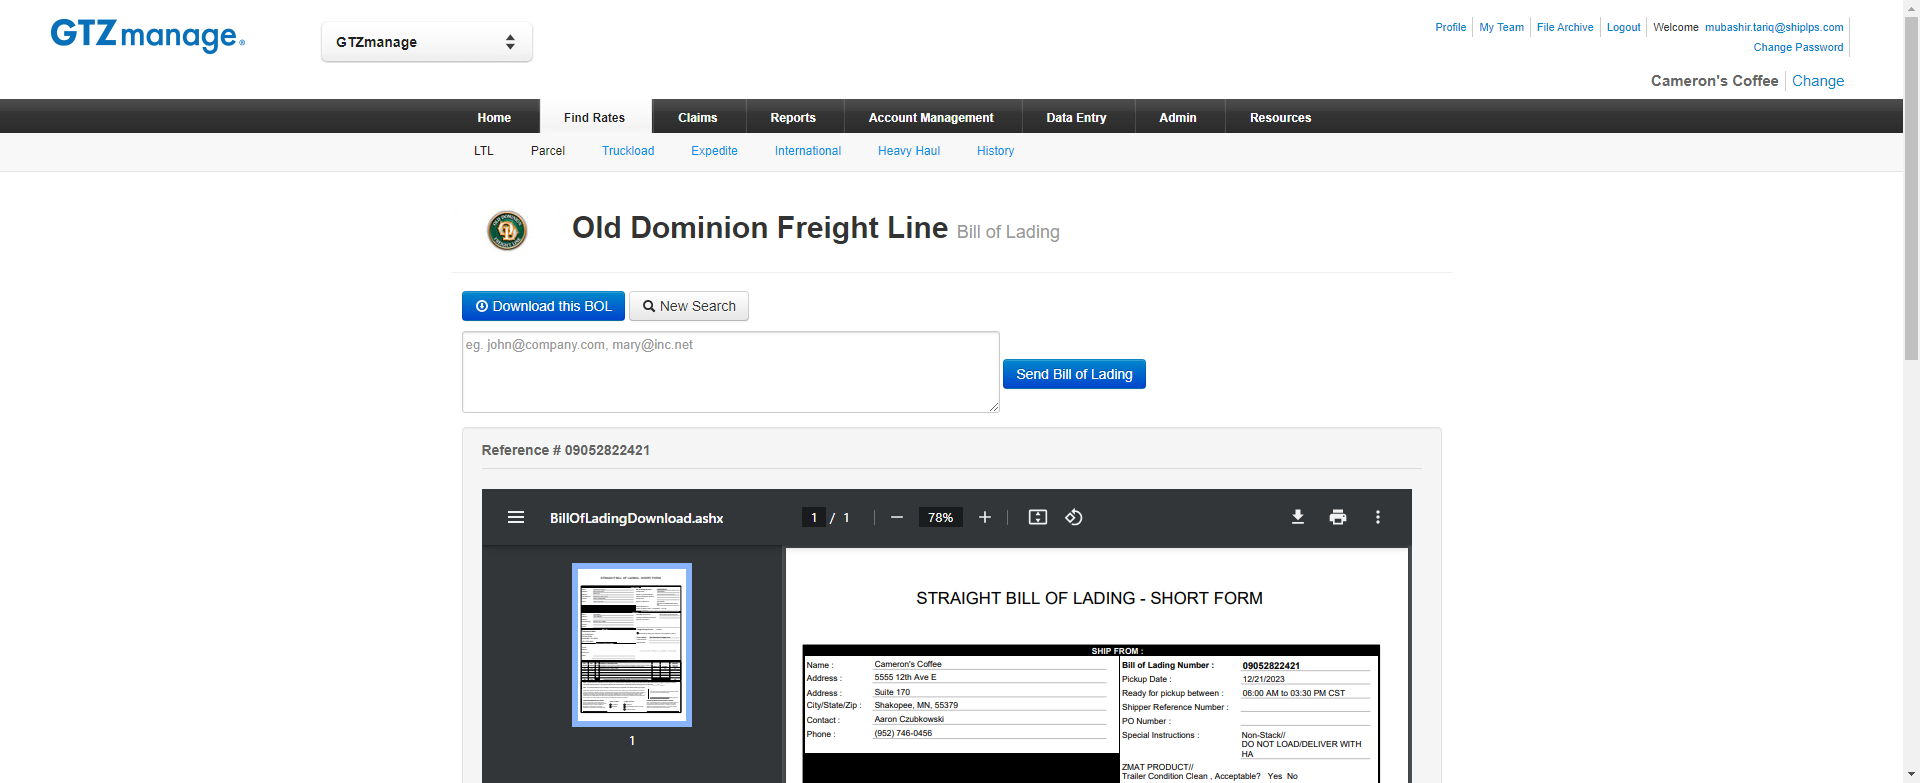 GTZmanage®
GTZmanage
Profile
My Team
File Archive
Logout
Welcome mubashir.tariq@shiplps.com
Change Password
Cameron's Coffee
Change
Home
Find Rates
Claims
Reports
Account Management
Data Entry
Admin
Resources
LTL
Parcel
Truckload
Expedite
International
Heavy Haul
History
Old Dominion Freight Line Bill of Lading
Download this BOL
New Search
eg. john@company.com, mary@inc.net
Send Bill of Lading
Reference # 09052822421
BillOfLadingDownload.ashx
1 / 1
78%
1
STRAIGHT BILL OF LADING - SHORT FORM
SHIP FROM :
Name : Cameron's Coffee
Address : 5555 12th Ave E
Address : Suite 170
City/State/Zip : Shakopee, MN, 55379
Contact : Aaron Czubkowski
Phone : (952) 746-0456
Bill of Lading Number : 09052822421
Pickup Date : 12/21/2023
Ready for pickup between : 06:00 AM to 03:30 PM CST
Shipper Reference Number :
PO Number :
Special Instructions : Non-Stack//
DO NOT LOAD/DELIVER WITH
HA
ZMAT PRODUCT//
Trailer Condition Clean , Acceptable? Yes No